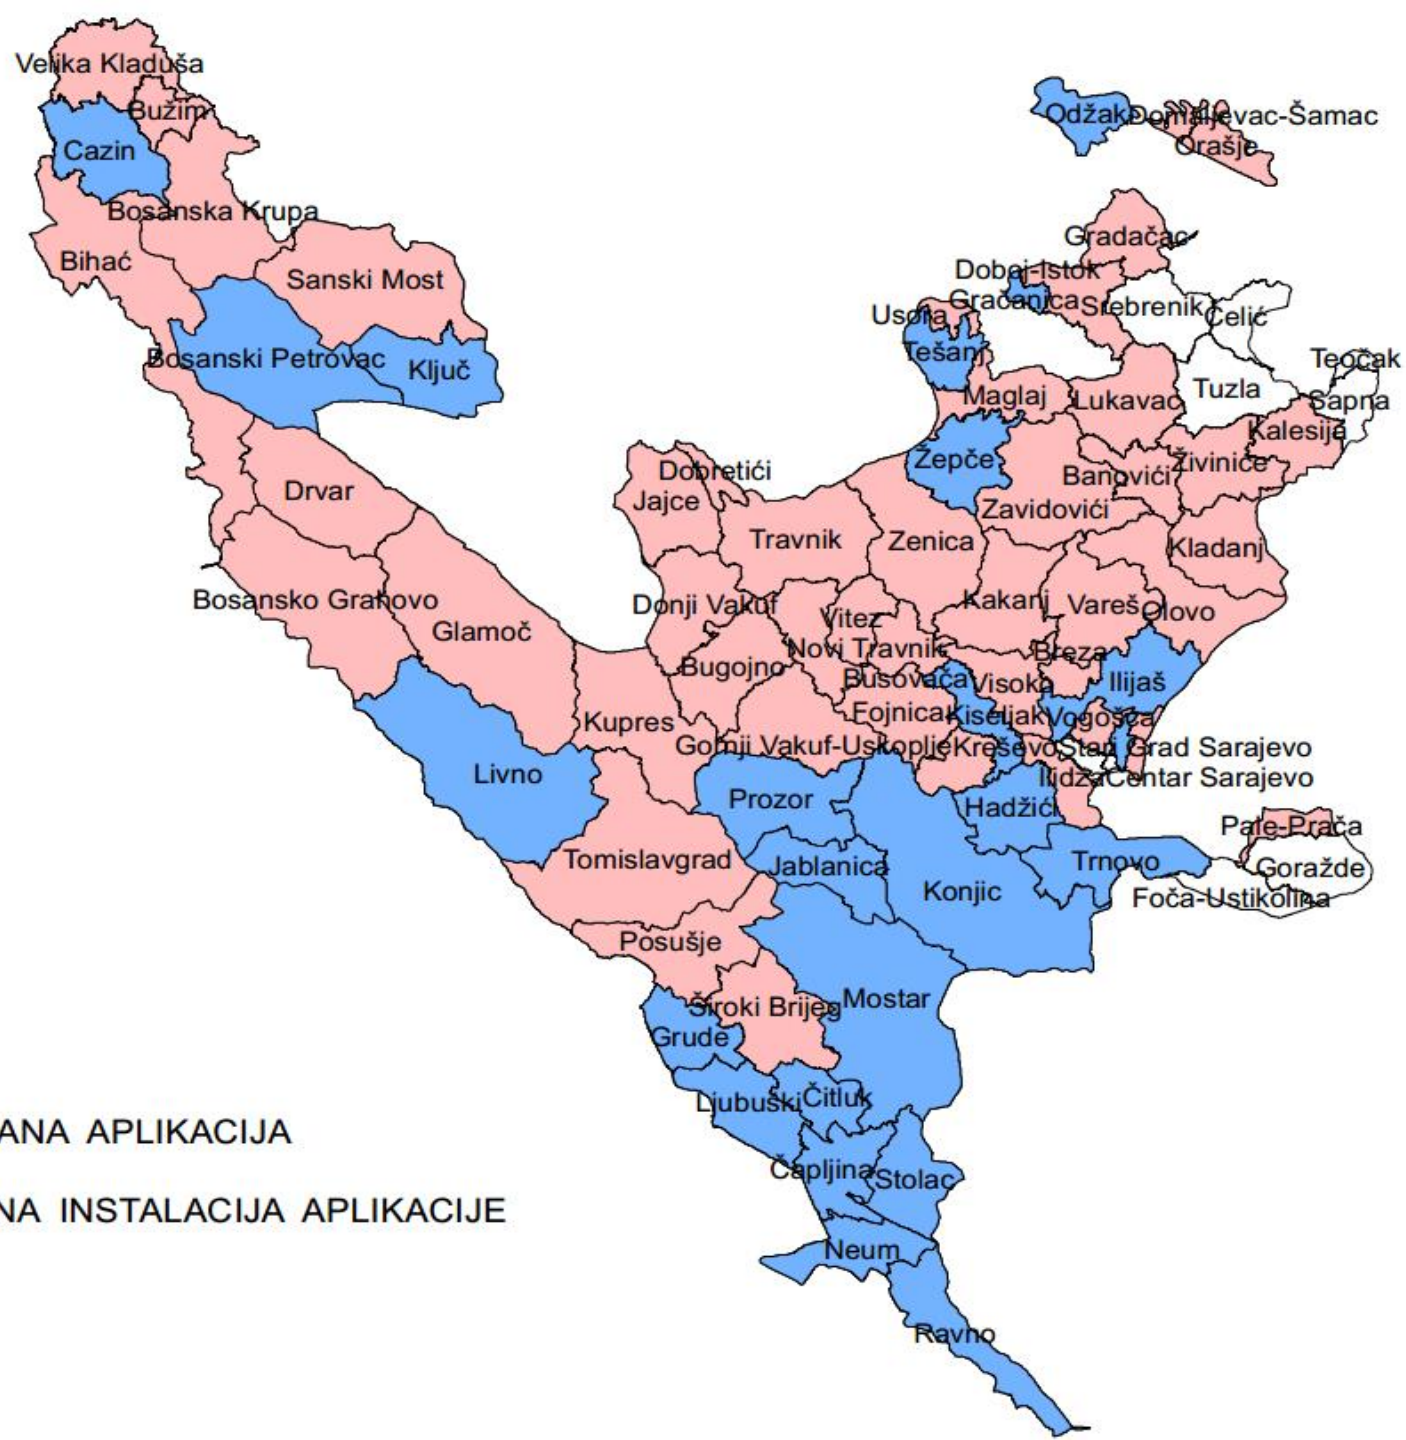 Velika Kladuša
Bužim
Cazin
Odžak
Domaljevac-Šamac
Orašje
Bosanska Krupa
Bihać
Sanski Most
Gradačac
Doboj-Istok
Gračanica
Srebrenik
Čelić
Usora
Tešanj
Bosanski Petrovac
Ključ
Teočak
Tuzla
Sapna
Maglaj
Lukavac
Kalesija
Žepče
Banovići
Živinice
Dobretići
Jajce
Drvar
Zavidovići
Travnik
Zenica
Kladanj
Bosansko Grahovo
Glamoč
Donji Vakuf
Vitez
Kakanj
Vareš
Olovo
Novi Travnik
Breza
Bugojno
Busovača
Visoko
Ilijaš
Kupres
Fojnica
Kiseljak
Vogošća
Gornji Vakuf-Uskoplje
Kreševo
Stari Grad Sarajevo
Livno
Ilidža
Centar Sarajevo
Prozor
Hadžići
Pale-Prača
Tomislavgrad
Jablanica
Trnovo
Goražde
Konjic
Foča-Ustikolina
Posušje
Mostar
Široki Brijeg
Grude
Ljubuški
Čitluk
ANA APLIKACIJA
Čapljina
Stolac
NA INSTALACIJA APLIKACIJE
Neum
Ravno